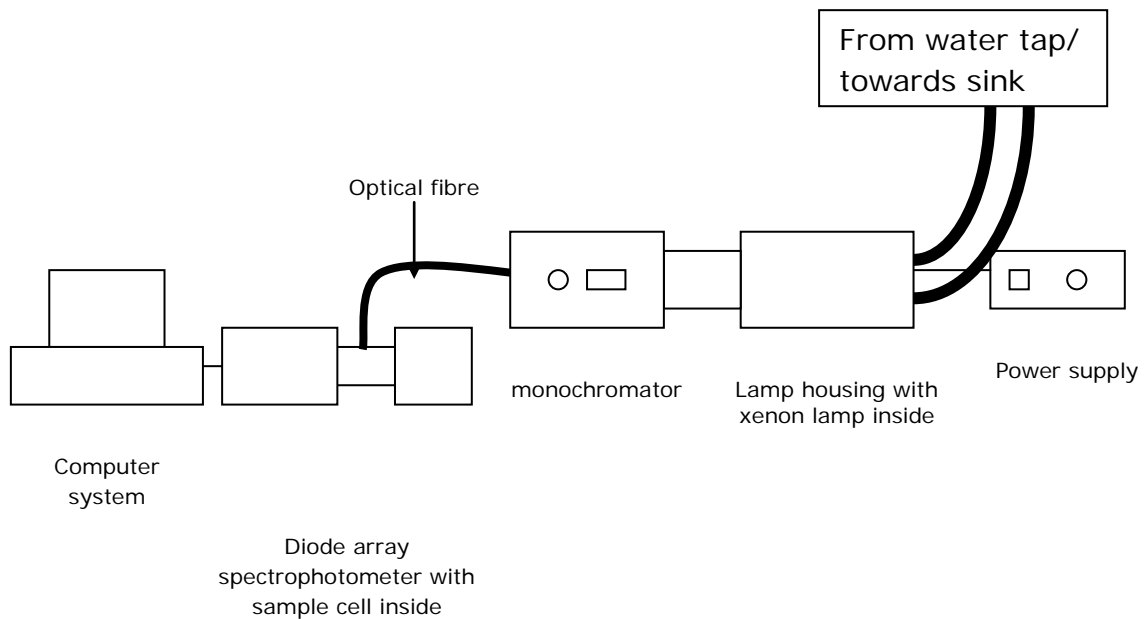 From water tap/
towards sink
Optical fibre
monochromator
Lamp housing with
xenon lamp inside
Power supply
Computer
system
Diode array
spectrophotometer with
sample cell inside